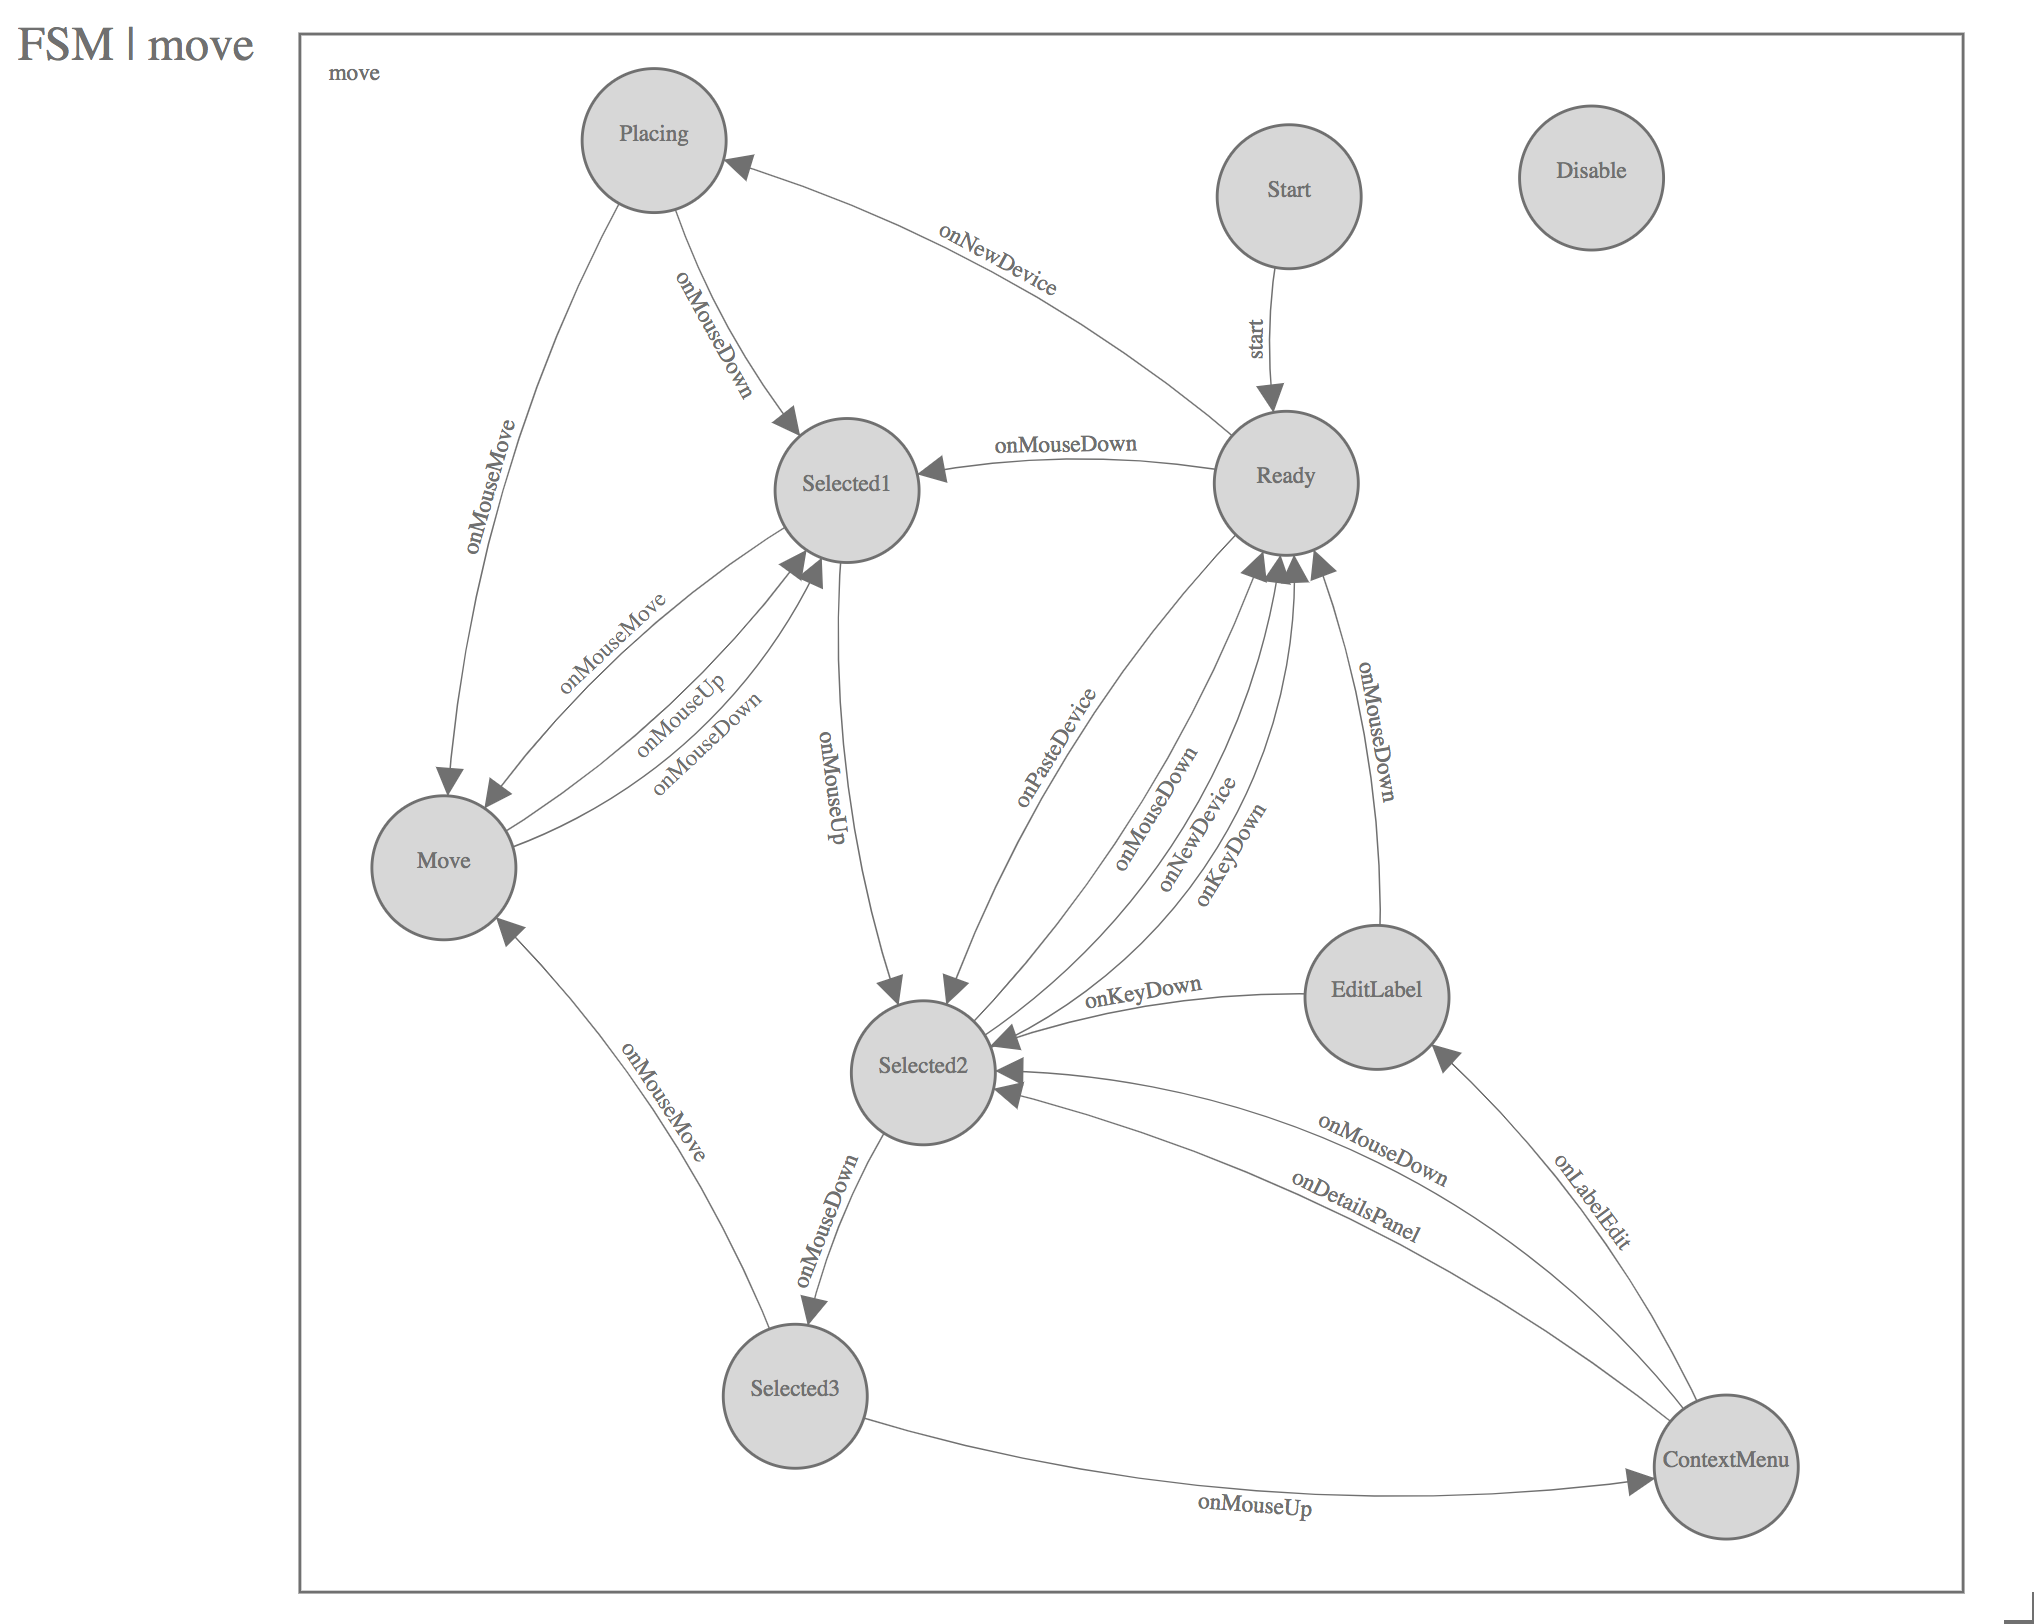 FSM | move
move
Placing
Start
Disable
onNewDevice
onMouseDown
start
onMouseMove
onMouseDown
Selected1
Ready
onMouseMove
onMouseUp
onMouseDown
onMouseUp
onPasteDevice
onMouseDown
onNewDevice
onKeyDown
onMouseDown
Move
onKeyDown
EditLabel
Selected2
onMouseMove
onMouseDown
onMouseDown
onDetailsPanel
onLabelEdit
Selected3
ContextMenu
onMouseUp